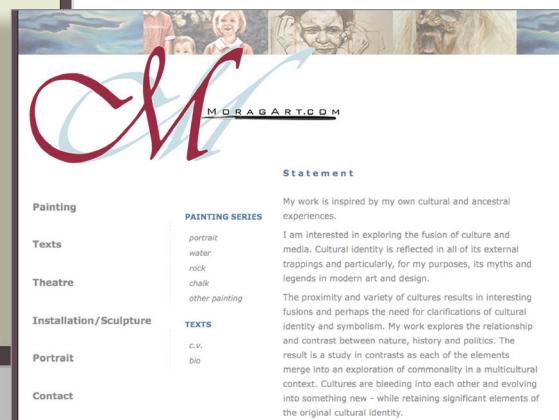 M
MoragArt.com
Statement
Painting
Texts
Theatre
Installation/Sculpture
Portrait
Contact
PAINTING SERIES
portrait
water
rock
chalk
other painting
TEXTS
c.v.
bio
My work is inspired by my own cultural and ancestral
experiences.
I am interested in exploring the fusion of culture and
media. Cultural identity is reflected in all of its external
trappings and particularly, for my purposes, its myths and
legends in modern art and design.
The proximity and variety of cultures results in interesting
fusions and perhaps the need for clarifications of cultural
identity and symbolism. My work explores the relationship
and contrast between nature, history and politics. The
result is a study in contrasts as each of the elements
merge into an exploration of commonality in a multicultural
context. Cultures are bleeding into each other and evolving
into something new - while retaining significant elements of
the original cultural identity.